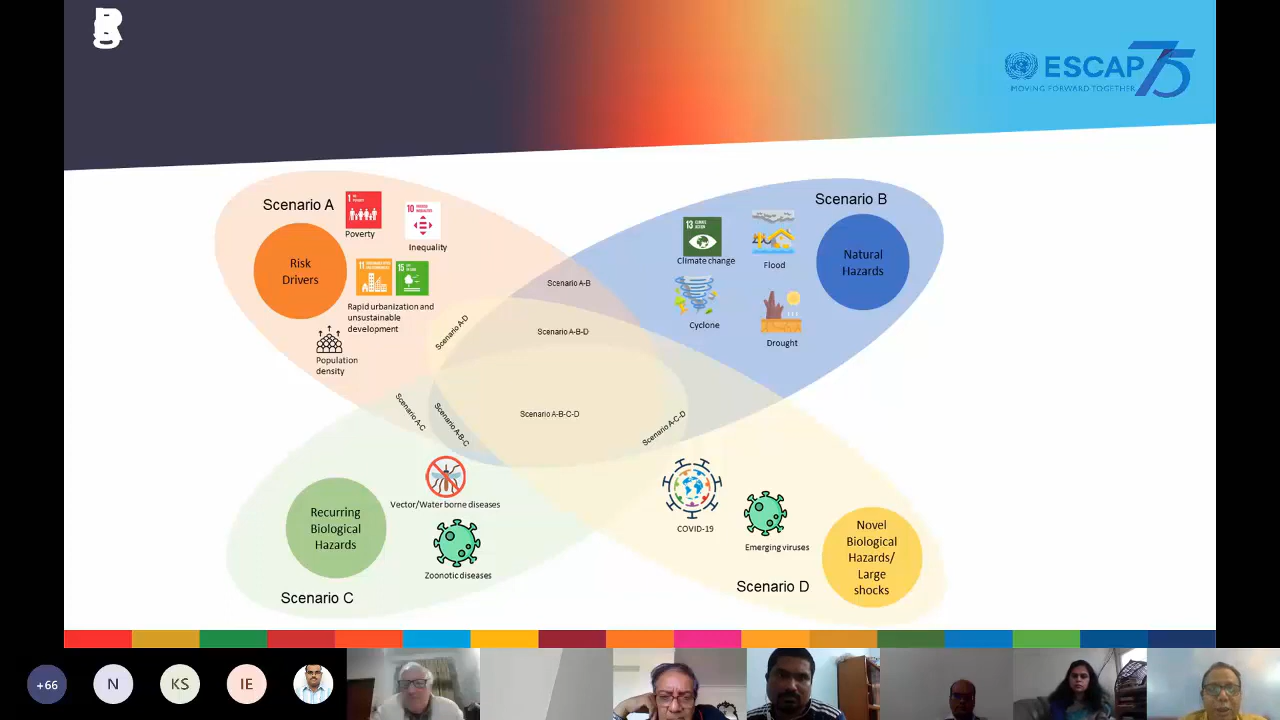 ESCAP 75
MOVING FORWARD TOGETHER
Scenario A
Risk
Drivers
Poverty
Inequality
Rapid urbanization and
unsustainable
development
Population
density
Scenario B
Natural
Hazards
Climate change
Flood
Cyclone
Drought
Scenario A-B
Scenario A-D
Scenario A-B-D
Scenario A-C
Scenario A-B-C
Scenario A-B-C-D
Scenario A-C-D
Recurring
Biological
Hazards
Vector/Water borne diseases
Zoonotic diseases
Scenario C
COVID-19
Emerging viruses
Scenario D
Novel
Biological
Hazards/
Large
shocks
+66
N
KS
IE